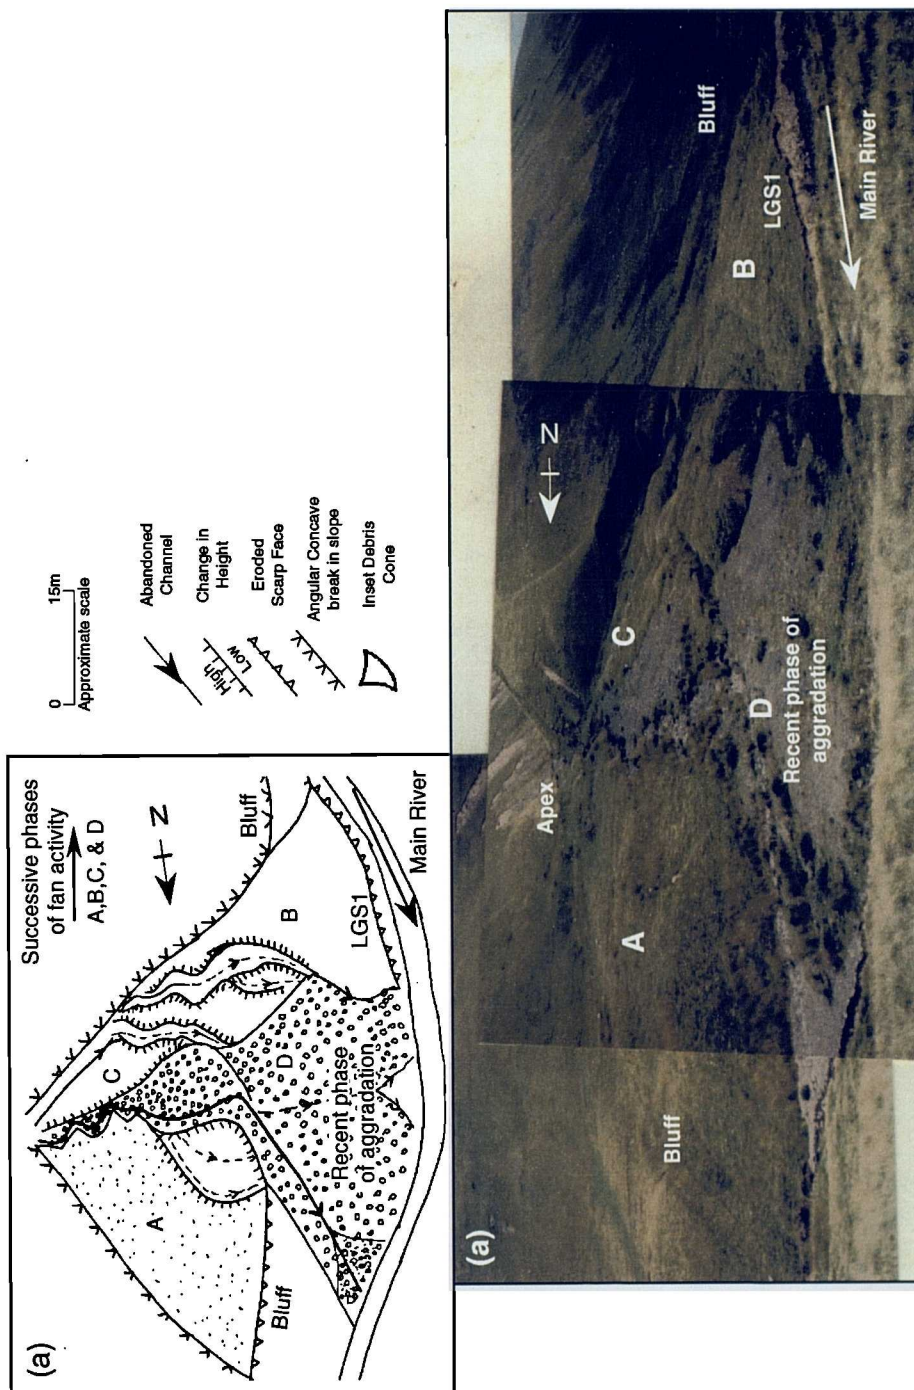 (a)
Successive phases
of fan activity
A,B,C, & D
N
A
B
C
D
Recent phase
of aggradation
Bluff
Bluff
LGS1
Main River
0 15m
Approximate scale
Abandoned
Channel
High
Low
Change in
Height
Eroded
Scarp Face
Angular Concave
break in slope
Inset Debris
Cone
(a)
Bluff
Apex
A
C
N
D
Recent phase of
aggradation
B
LGS1
Bluff
Main River